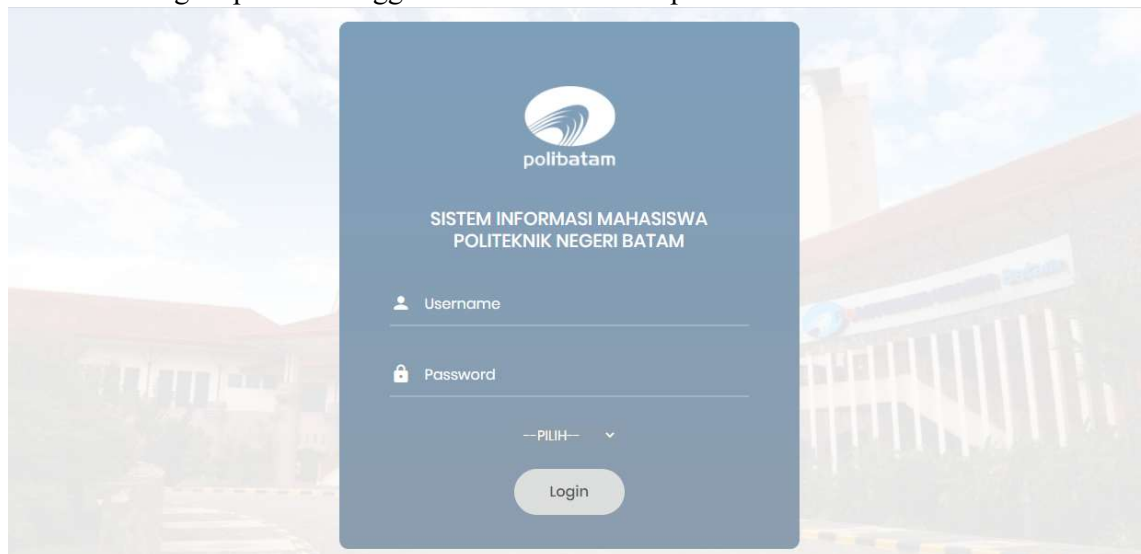 polibatam
SISTEM INFORMASI MAHASISWA
POLITEKNIK NEGERI BATAM
Username
Password
--PILIH--
Login